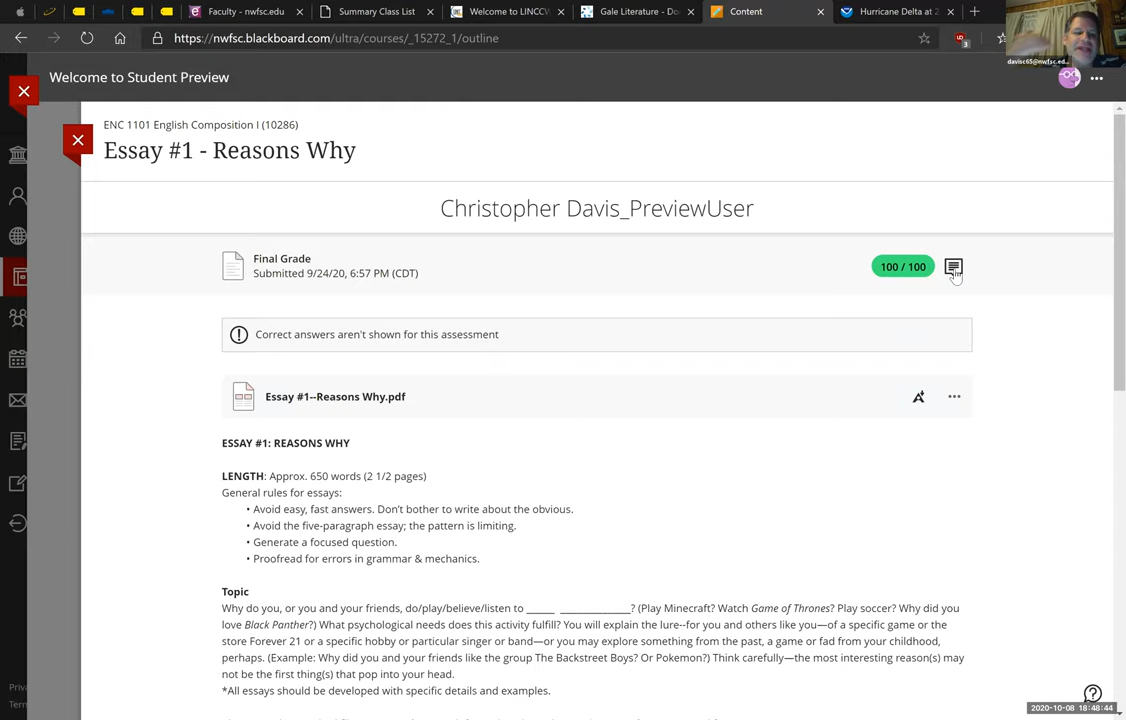 Faculty - nwfsc.edu
Summary Class List
Welcome to LINCCW
Gale Literature - Do
Content
Hurricane Delta at 2
https://nwfsc.blackboard.com/ultra/courses/_15272_1/outline
3
davisc65@nwfsc.ed...
Welcome to Student Preview
ENC 1101 English Composition I (10286)
Essay #1 - Reasons Why
Christopher Davis_PreviewUser
Final Grade
Submitted 9/24/20, 6:57 PM (CDT)
100 / 100
Correct answers aren't shown for this assessment
Essay #1--Reasons Why.pdf
ESSAY #1: REASONS WHY
LENGTH: Approx. 650 words (2 1/2 pages)
General rules for essays:
• Avoid easy, fast answers. Don't bother to write about the obvious.
• Avoid the five-paragraph essay; the pattern is limiting.
• Generate a focused question.
• Proofread for errors in grammar & mechanics.
Topic
Why do you, or you and your friends, do/play/believe/listen to ______ ________________? (Play Minecraft? Watch Game of Thrones? Play soccer? Why did you
love Black Panther?) What psychological needs does this activity fulfill? You will explain the lure--for you and others like you—of a specific game or the
store Forever 21 or a specific hobby or particular singer or band—or you may explore something from the past, a game or fad from your childhood,
perhaps. (Example: Why did you and your friends like the group The Backstreet Boys? Or Pokemon?) Think carefully—the most interesting reason(s) may
not be the first thing(s) that pop into your head.
*All essays should be developed with specific details and examples.
Priva
Term
2020-10-08 18:48:44